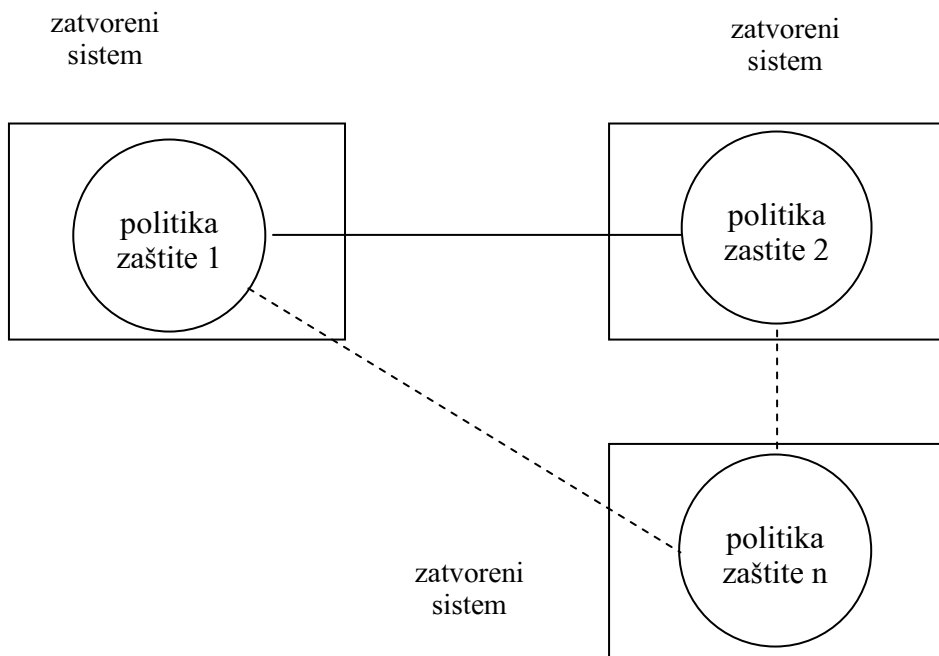 zatvoreni
sistem
zatvoreni
sistem
politika
zaštite 1
politika
zastite 2
politika
zaštite n
zatvoreni
sistem